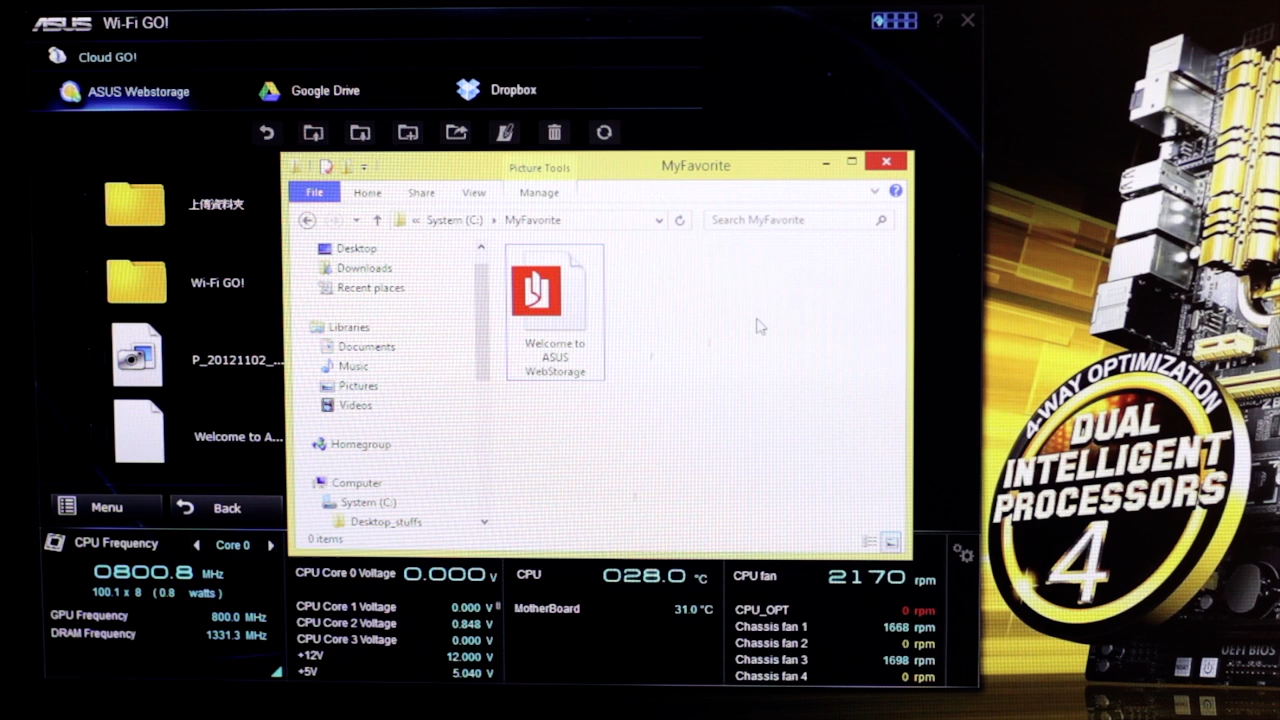 ASUS Wi-Fi GO!
?
Cloud GO!
ASUS Webstorage
Google Drive
Dropbox
上傳資料夾
Wi-Fi GO!
P_20121102_...
Welcome to A...
Menu
Back
Picture Tools
MyFavorite
File
Home
Share
View
Manage
« System (C:) › MyFavorite
Search MyFavorite
Desktop
Downloads
Recent places
Libraries
Documents
Music
Pictures
Videos
Homegroup
Computer
System (C:)
Desktop_stuffs
0 items
Welcome to
ASUS
WebStorage
CPU Frequency
Core 0
0800.8 MHz
100.1 x 8 ( 0.8 watts )
GPU Frequency 800.0 MHz
DRAM Frequency 1331.3 MHz
CPU Core 0 Voltage 0.000 V
CPU Core 1 Voltage 0.000 V
CPU Core 2 Voltage 0.848 V
CPU Core 3 Voltage 0.000 V
+12V 12.000 V
+5V 5.040 V
CPU 028.0 °C
MotherBoard 31.0 °C
CPU fan 2170 rpm
CPU_OPT 0 rpm
Chassis fan 1 1668 rpm
Chassis fan 2 0 rpm
Chassis fan 3 1698 rpm
Chassis fan 4 0 rpm
4-WAY OPTIMIZATION
DUAL
INTELLIGENT
PROCESSORS
4
UEFI BIOS